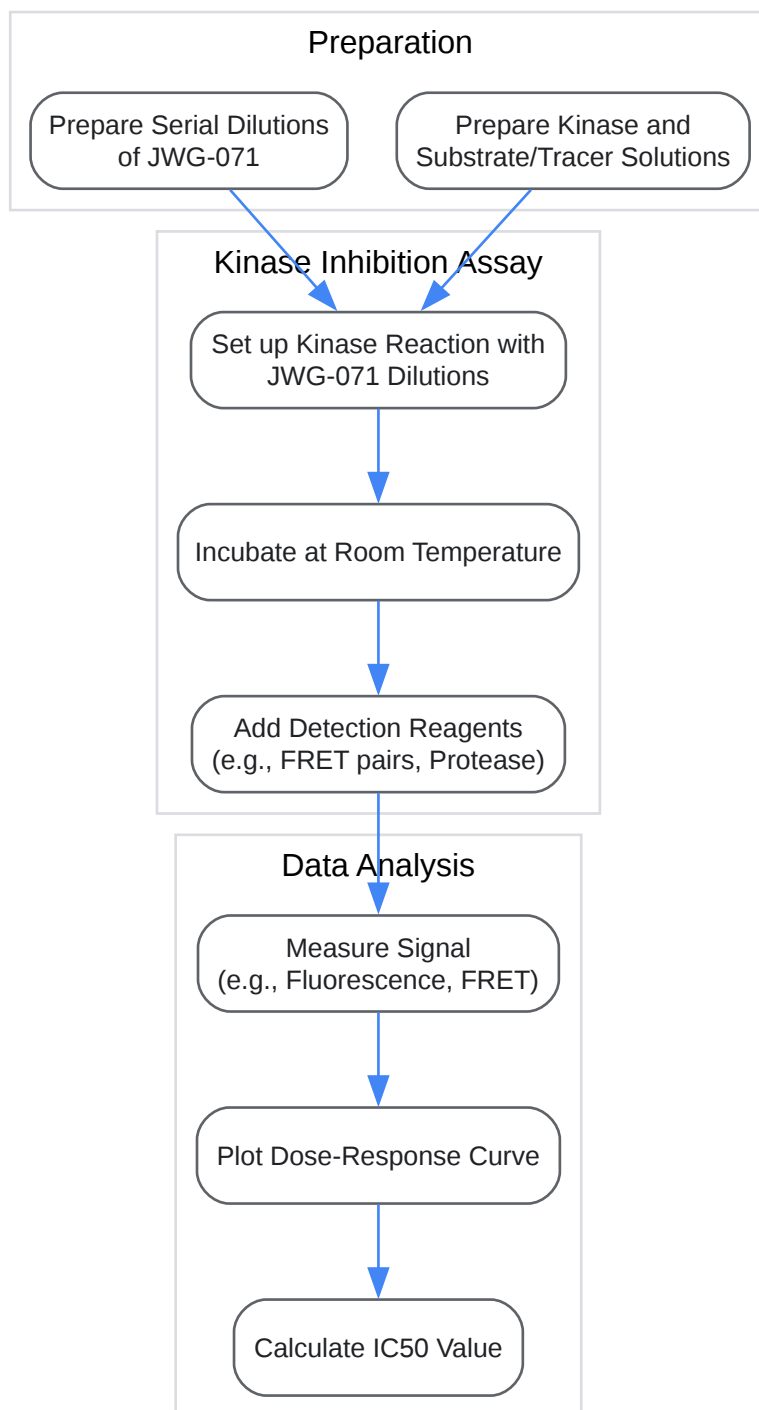 Preparation
Prepare Serial Dilutions
of JWG-071
Prepare Kinase and
Substrate/Tracer Solutions
Kinase Inhibition Assay
Set up Kinase Reaction with
JWG-071 Dilutions
Incubate at Room Temperature
Add Detection Reagents
(e.g., FRET pairs, Protease)
Data Analysis
Measure Signal
(e.g., Fluorescence, FRET)
Plot Dose-Response Curve
Calculate IC50 Value